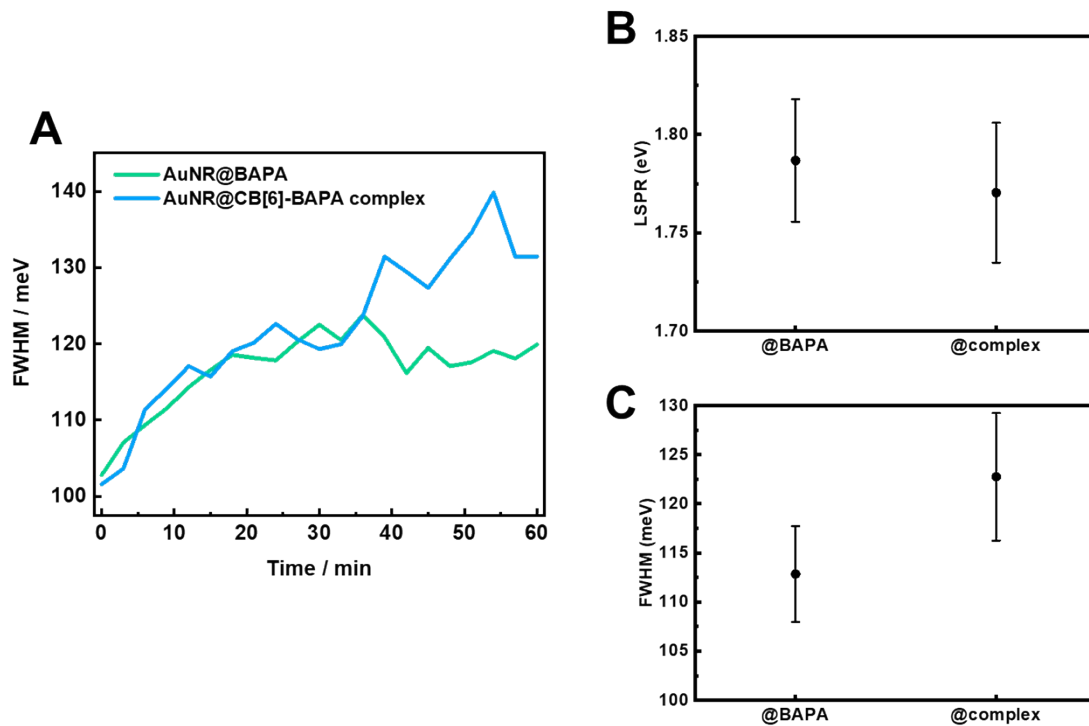 A
AuNR@BAPA
AuNR@CB[6]-BAPA complex
FWHM / meV
140
130
120
110
100
0 10 20 30 40 50 60
Time / min
B
LSPR (eV)
1.85
1.80
1.75
1.70
@BAPA @complex
C
FWHM (meV)
130
125
120
115
110
105
100
@BAPA @complex